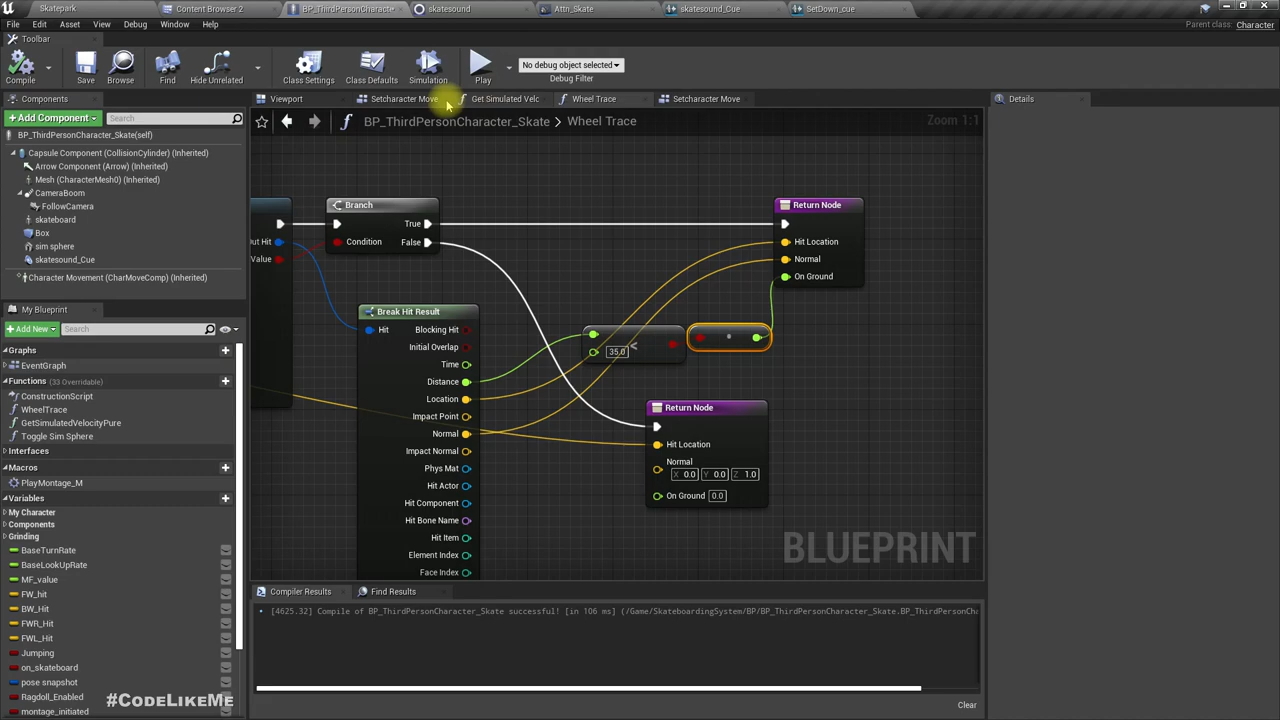 Skatepark
Content Browser 2
BP_ThirdPersonCharacter
skatesound
Attn_Skate
skatesound_Cue
SetDown_cue
File Edit Asset View Debug Window Help
Parent class: Character
Toolbar
Compile
Save
Browse
Find
Hide Unrelated
Class Settings
Class Defaults
Simulation
Play
No debug object selected
Debug Filter
Components
Viewport
Setcharacter Move
Get Simulated Velc
Wheel Trace
Setcharacter Move
Details
+ Add Component
Search
BP_ThirdPersonCharacter_Skate > Wheel Trace
Zoom 1:1
BP_ThirdPersonCharacter_Skate(self)
Capsule Component (CollisionCylinder) (Inherited)
Arrow Component (Arrow) (Inherited)
Mesh (CharacterMesh0) (Inherited)
CameraBoom
FollowCamera
skateboard
Box
sim sphere
skatesound_Cue
Character Movement (CharMoveComp) (Inherited)
My Blueprint
+ Add New
Search
Graphs
EventGraph
Functions (33 Overridable)
ConstructionScript
WheelTrace
GetSimulatedVelocityPure
Toggle Sim Sphere
Interfaces
Macros
PlayMontage_M
Variables
My Character
Components
Grinding
BaseTurnRate
BaseLookUpRate
MF_value
FW_hit
BW_Hit
FWR_Hit
FWL_Hit
Jumping
on_skateboard
pose snapshot
Ragdoll_Enabled
montage_initiated
Out Hit
Value
Branch
True
Condition
False
Break Hit Result
Hit
Blocking Hit
Initial Overlap
Time
Distance
Location
Impact Point
Normal
Impact Normal
Phys Mat
Hit Actor
Hit Component
Hit Bone Name
Hit Item
Element Index
Face Index
35.0 <
Return Node
Hit Location
Normal
On Ground
Return Node
Hit Location
Normal
X 0.0 Y 0.0 Z 1.0
On Ground 0.0
BLUEPRINT
Compiler Results
Find Results
[4625.32] Compile of BP_ThirdPersonCharacter_Skate successful! [in 106 ms] (/Game/SkateboardingSystem/BP/BP_ThirdPersonCharacter_Skate.BP_ThirdPersonCha
Clear
#CodeLikeMe